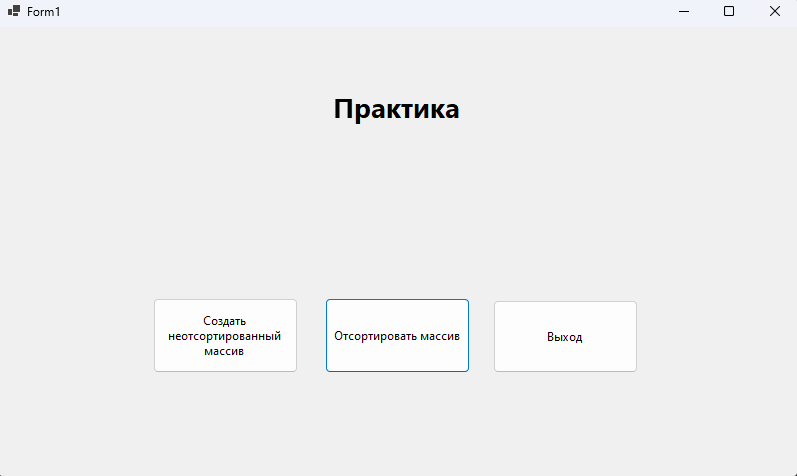 Form1
Практика
Создать
неотсортированный
массив
Отсортировать массив
Выход